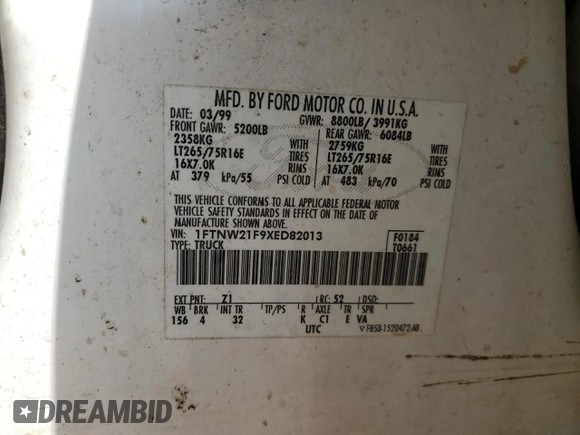 MFD. BY FORD MOTOR CO. IN U.S.A.
DATE: 03/99 GVWR: 8800LB/ 3991KG
FRONT GAWR: 5200LB REAR GAWR: 6084LB
2358KG WITH 2759KG WITH
LT265/75R16E TIRES LT265/75R16E TIRES
16X7.0K RIMS 16X7.0K RIMS
AT 379 kPa/55 PSI COLD AT 483 kPa/70 PSI COLD
THIS VEHICLE CONFORMS TO ALL APPLICABLE FEDERAL MOTOR
VEHICLE SAFETY STANDARDS IN EFFECT ON THE DATE OF
MANUFACTURE SHOWN ABOVE.
VIN: 1FTNW21F9XED82013 F0184
TYPE: TRUCK T0661
EXT PNT: Z1 RC: 52 DSO:
WB BRK INT TR TP/PS R AXLE TR SPR
156 4 32 K C1 E VA
UTC
DREAMBID